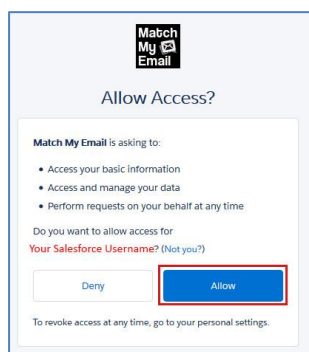 Match
My
Email
Allow Access?
Match My Email is asking to:
• Access your basic information
• Access and manage your data
• Perform requests on your behalf at any time
Do you want to allow access for
Your Salesforce Username? (Not you?)
Deny
Allow
To revoke access at any time, go to your personal settings.